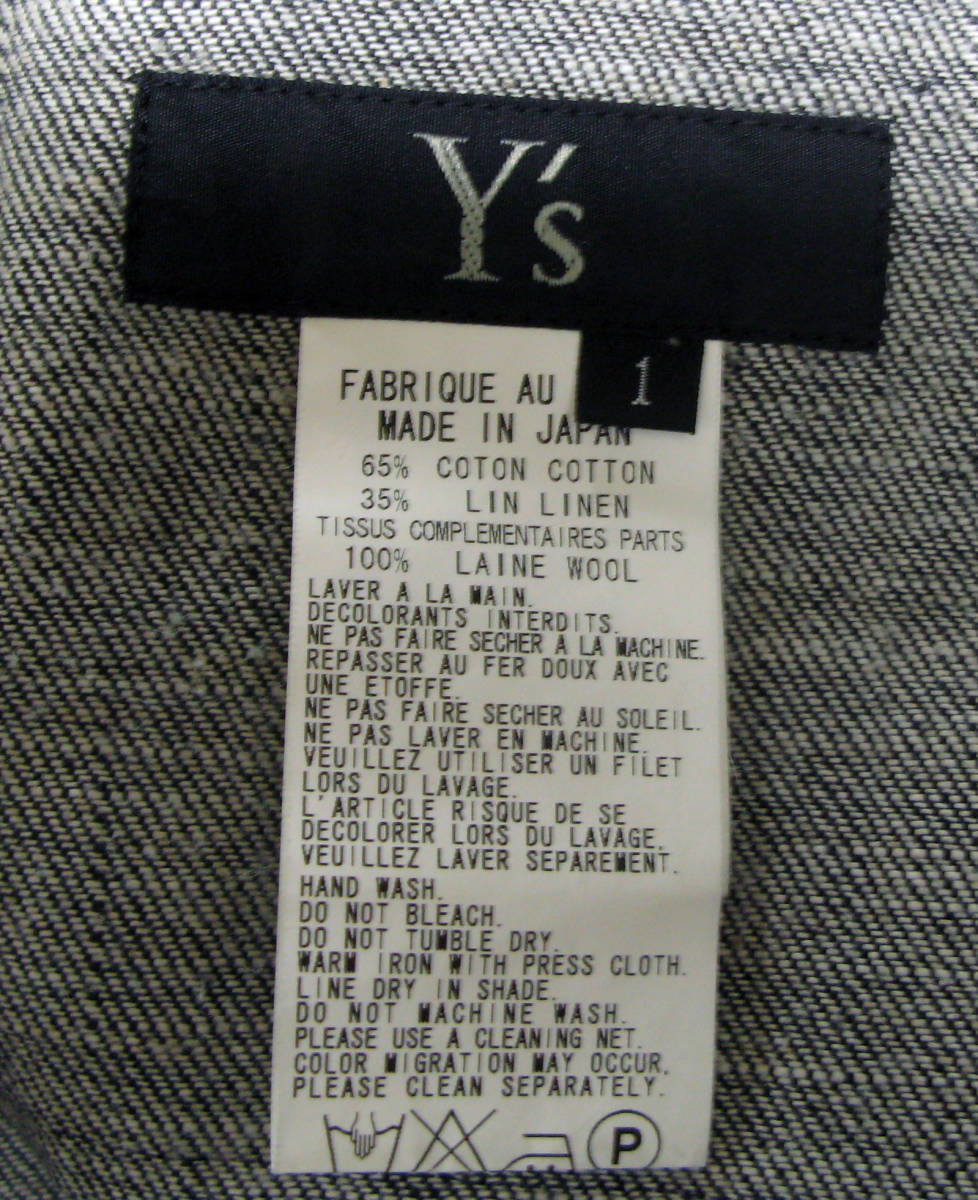 Y's
1
FABRIQUE AU
MADE IN JAPAN
65% COTON COTTON
35% LIN LINEN
TISSUS COMPLEMENTAIRES PARTS
100% LAINE WOOL
LAVER A LA MAIN.
DECOLORANTS INTERDITS.
NE PAS FAIRE SECHER A LA MACHINE.
REPASSER AU FER DOUX AVEC
UNE ETOFFE.
NE PAS FAIRE SECHER AU SOLEIL.
NE PAS LAVER EN MACHINE.
VEUILLEZ UTILISER UN FILET
LORS DU LAVAGE.
L'ARTICLE RISQUE DE SE
DECOLORER LORS DU LAVAGE.
VEUILLEZ LAVER SEPAREMENT.
HAND WASH.
DO NOT BLEACH.
DO NOT TUMBLE DRY.
WARM IRON WITH PRESS CLOTH.
LINE DRY IN SHADE.
DO NOT MACHINE WASH.
PLEASE USE A CLEANING NET.
COLOR MIGRATION MAY OCCUR.
PLEASE CLEAN SEPARATELY.
P